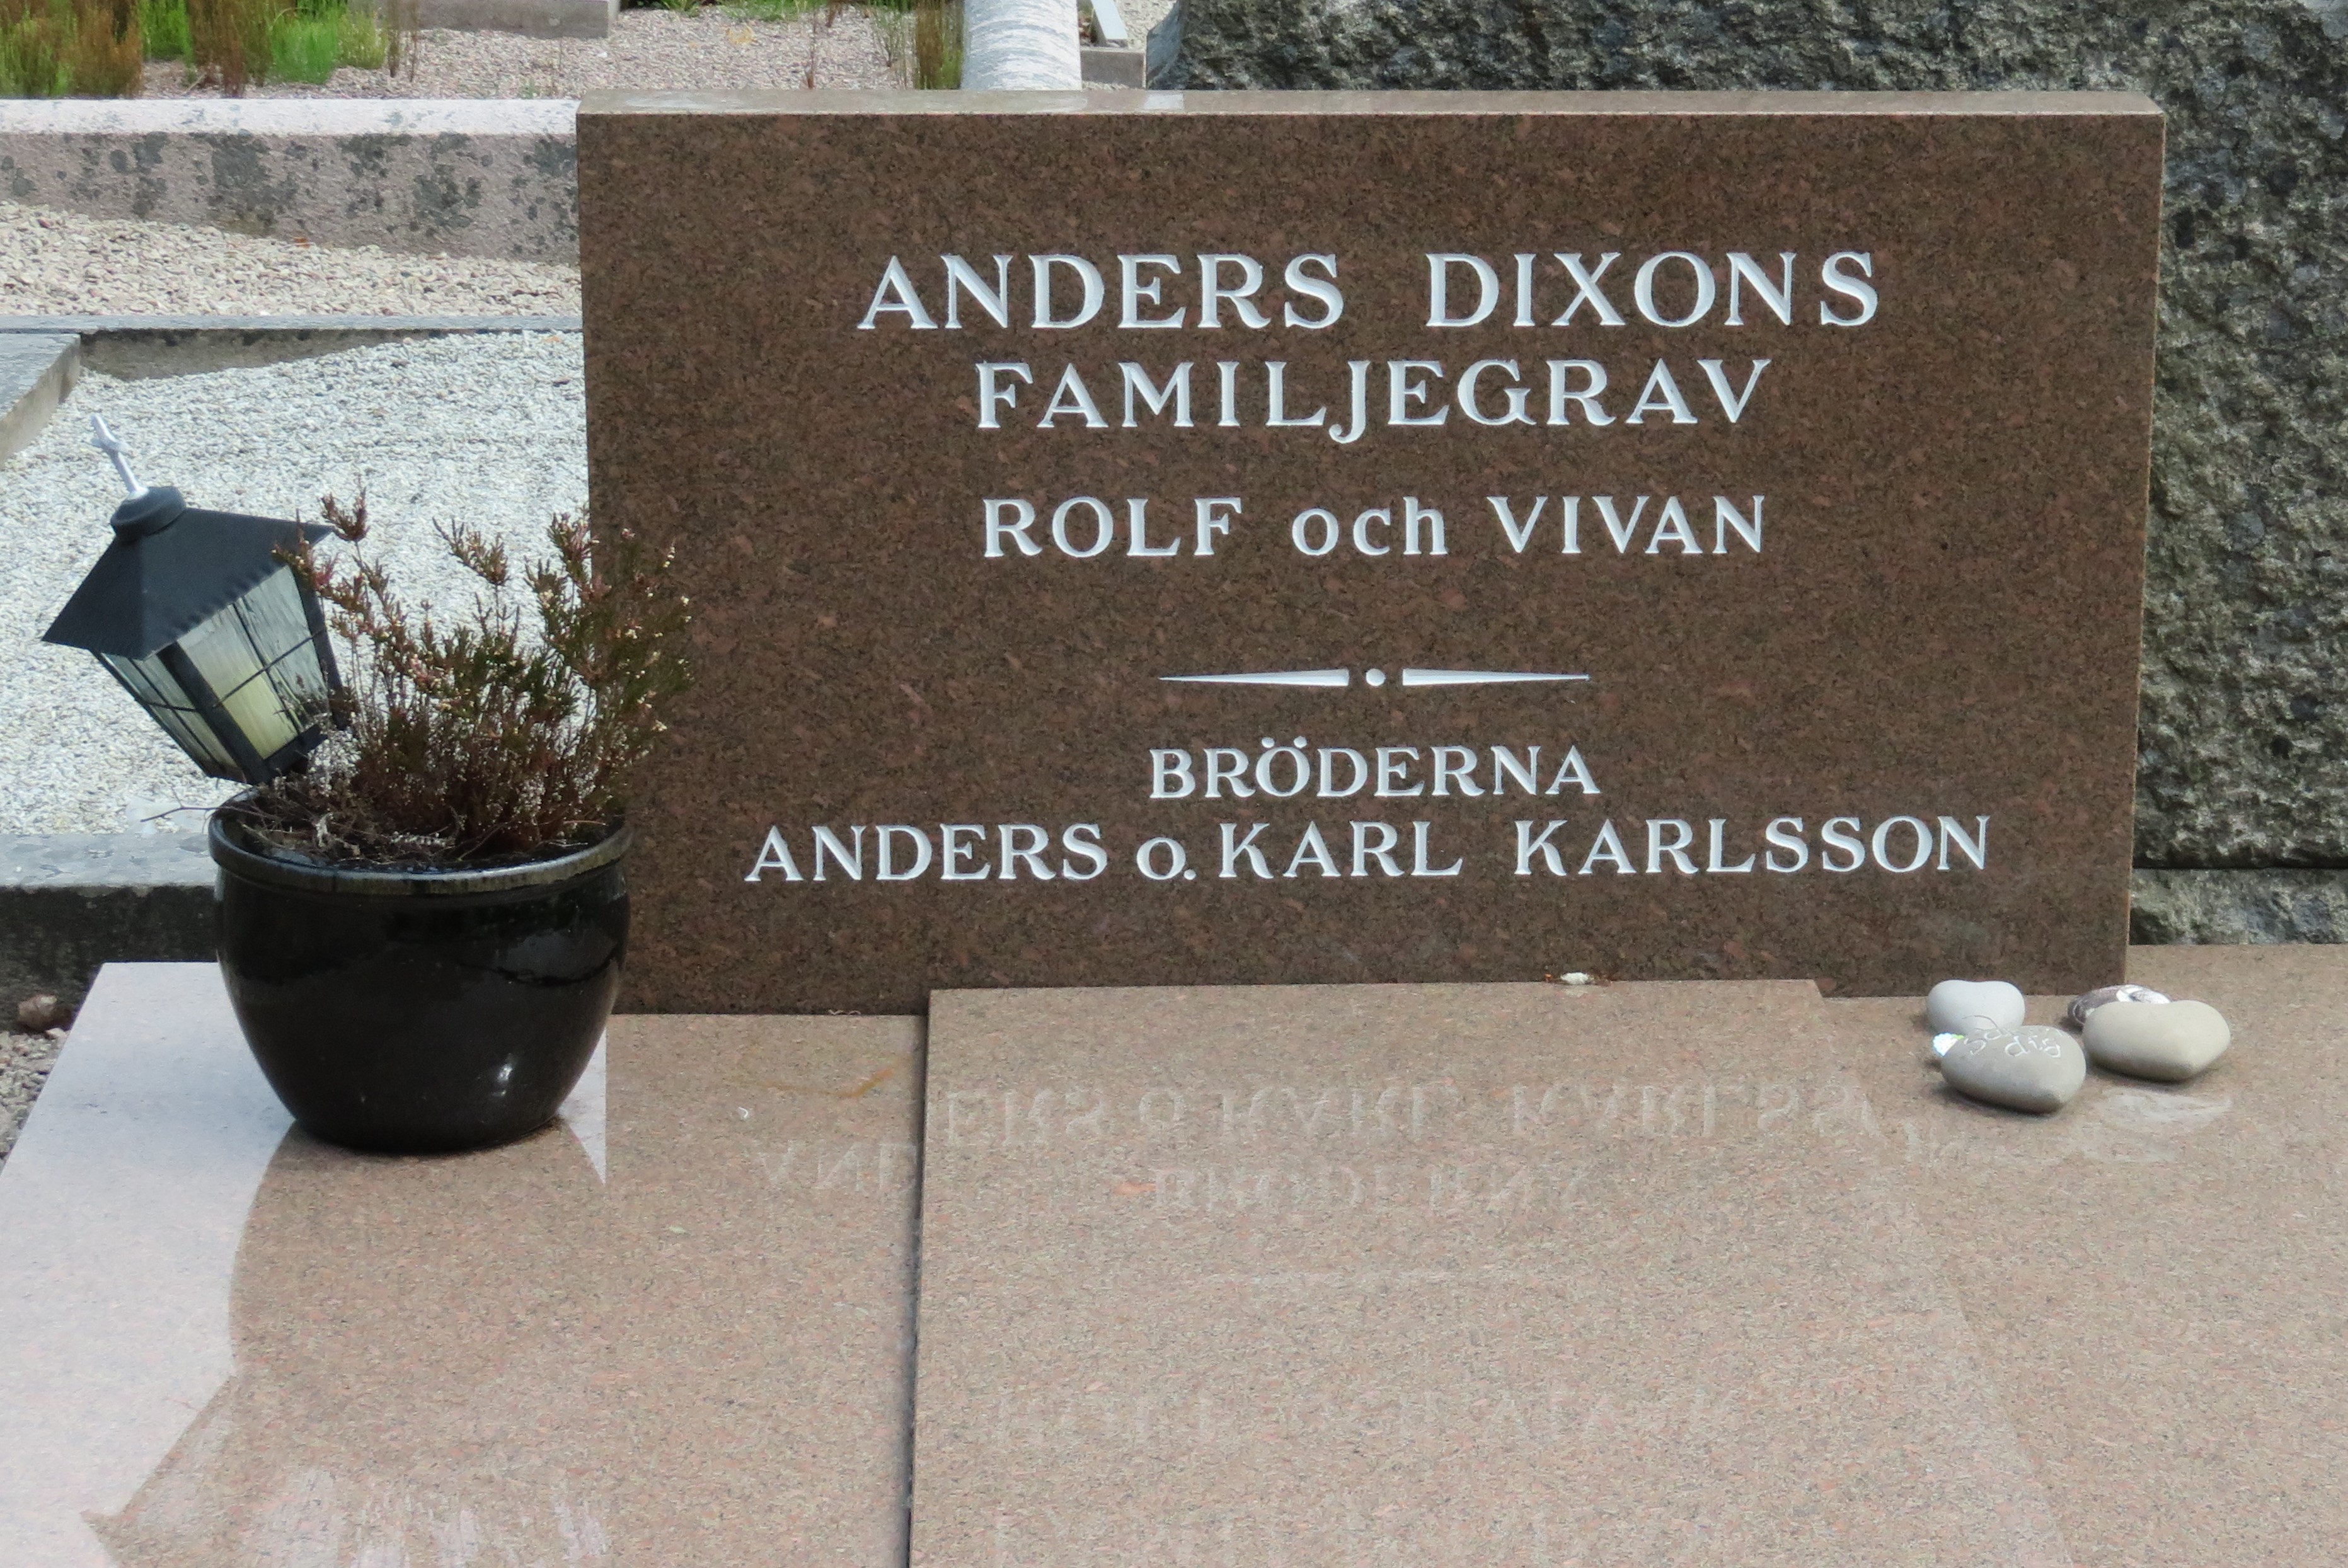 ANDERS DIXONS
FAMILJEGRAV
ROLF och VIVAN
BRÖDERNA
ANDERS o. KARL KARLSSON